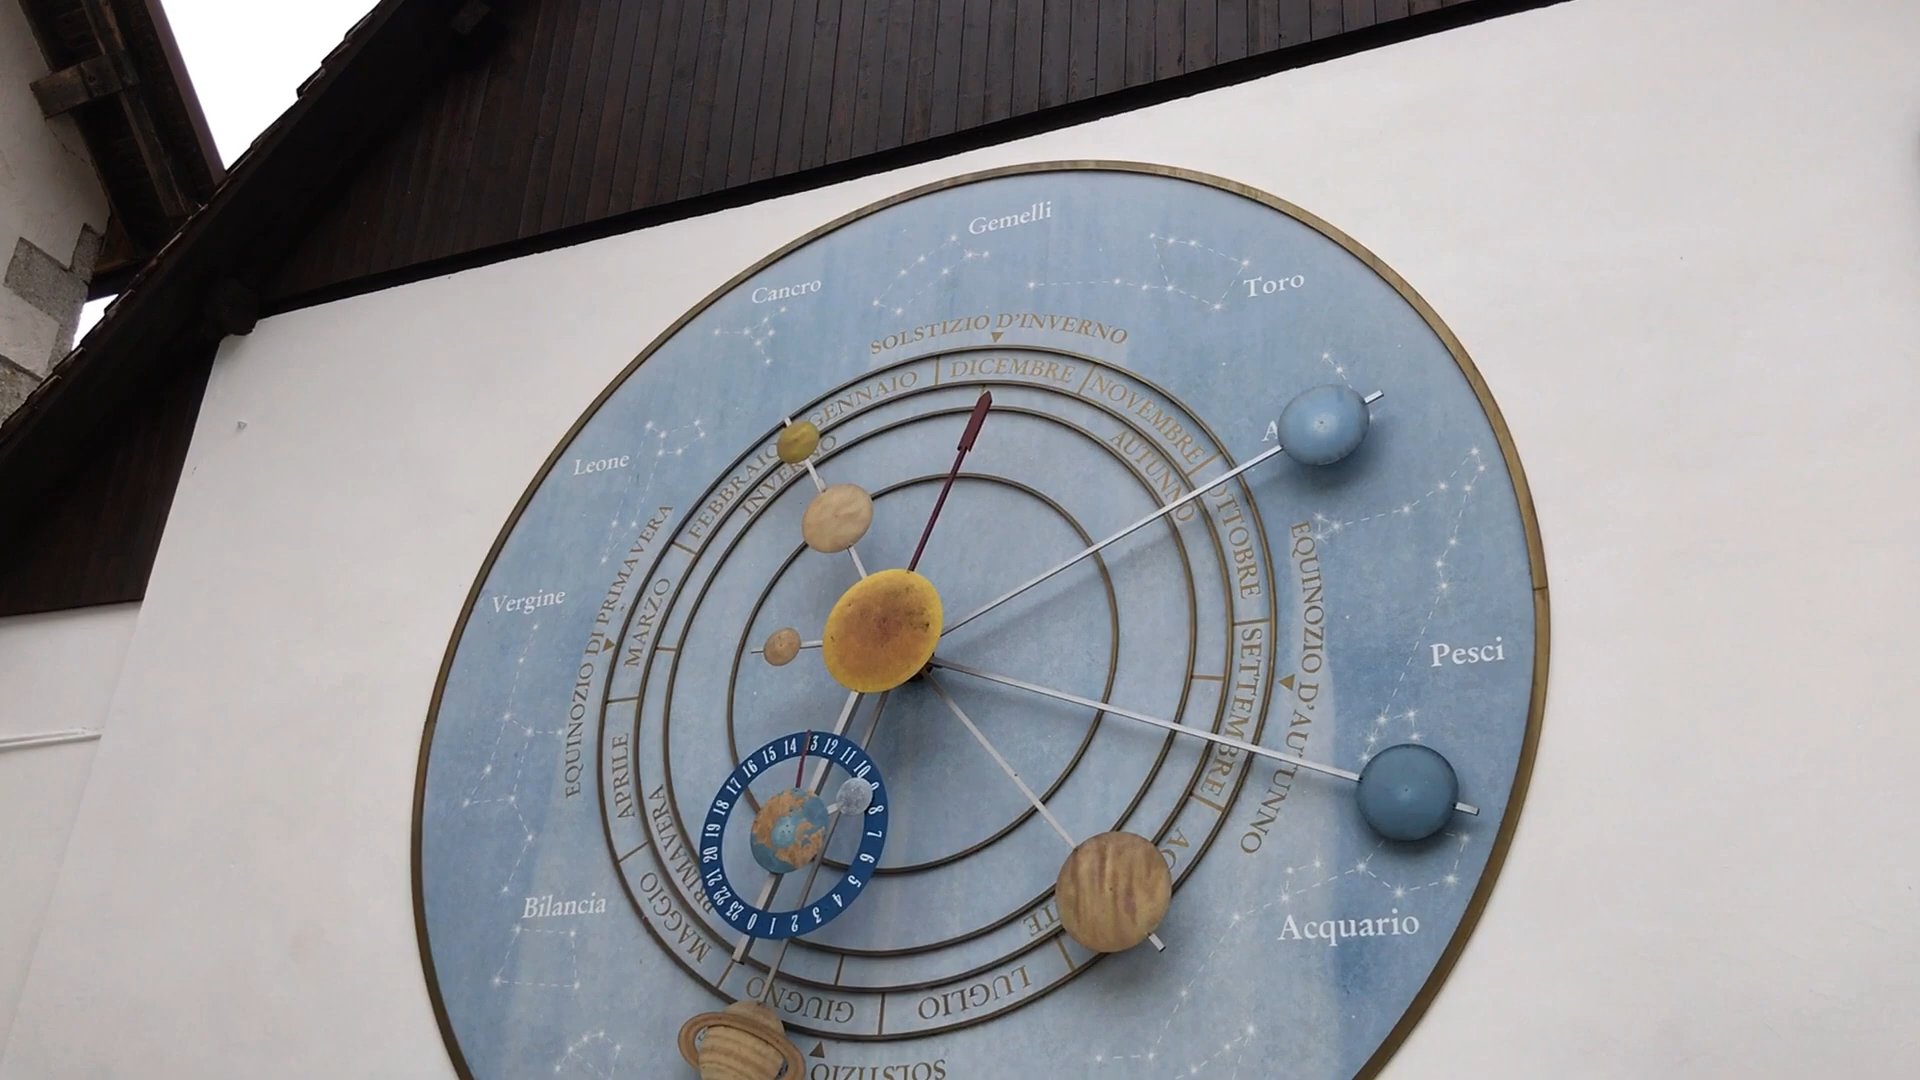 Gemelli
Cancro
Toro
SOLSTIZIO D'INVERNO
GENNAIO
DICEMBRE
NOVEMBRE
Leone
FEBBRAIO
INVERNO
AUTUNNO
OTTOBRE
EQUINOZIO DI PRIMAVERA
MARZO
Vergine
EQUINOZIO D'AUTUNNO
SETTEMBRE
Pesci
APRILE
PRIMAVERA
15 14 13 12 11 10 9 8 7 6 5 4 3 2 1 0 23 22 21 20 19 18 17 16
Bilancia
MAGGIO
Acquario
GIUGNO
LUGLIO
SOLSTIZIO